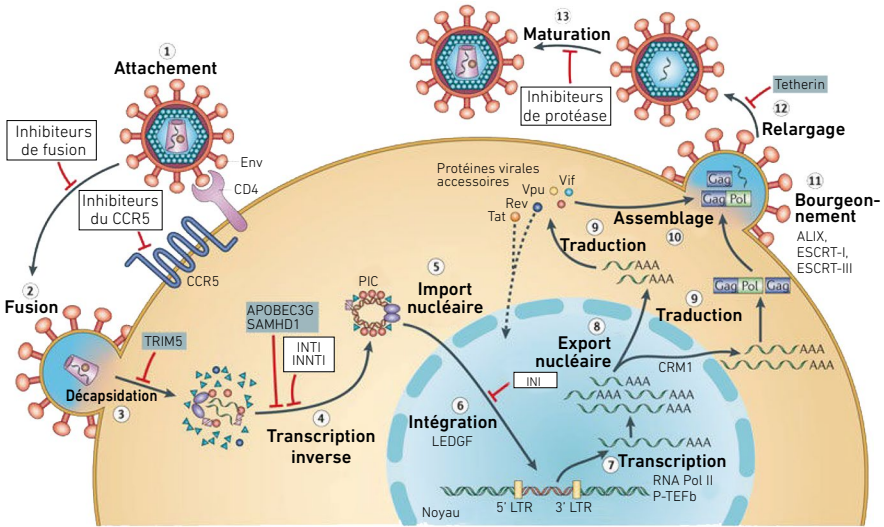 1
Attachement
Inhibiteurs
de fusion
Inhibiteurs
du CCR5
Env
CD4
CCR5
2
Fusion
TRIM5
Décapsidation
3
APOBEC3G
SAMHD1
INTI
INNTI
4
Transcription
inverse
PIC
5
Import
nucléaire
INI
6
Intégration
LEDGF
Noyau
5' LTR
3' LTR
7
Transcription
RNA Pol II
P-TEFb
AAA
AAA
AAA
AAA
AAA
8
Export
nucléaire
CRM1
AAA
AAA
AAA
AAA
9
Traduction
9
Traduction
Protéines virales
accessoires
Tat
Rev
Vpu
Vif
Gag Pol Gag
Assemblage
10
Gag
Gag Pol
11
Bourgeon-
nement
ALIX,
ESCRT-I,
ESCRT-III
12
Relargage
Tetherin
13
Maturation
Inhibiteurs
de protéase